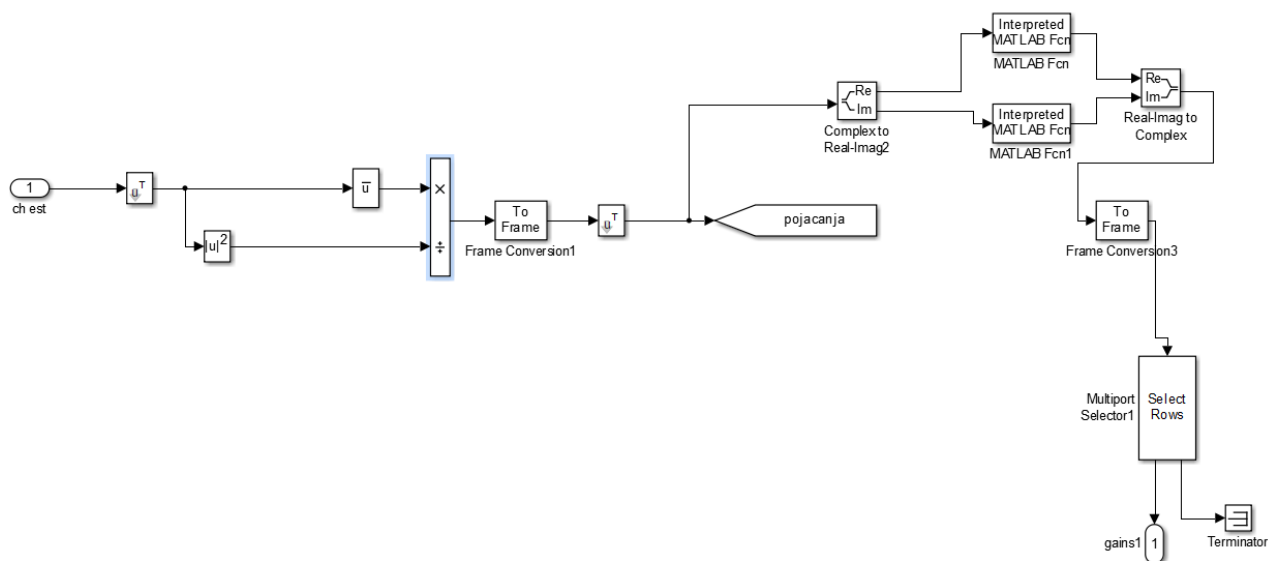 Interpreted
MATLAB Fcn
MATLAB Fcn
Re
Im
Complex to
Real-Imag2
Interpreted
MATLAB Fcn
MATLAB Fcn1
Re
Im
Real-Imag to
Complex
1
ch est
u T
u̅
|u|2
×
÷
To
Frame
Frame Conversion1
u T
pojacanja
To
Frame
Frame Conversion3
Multiport
Selector1
Select
Rows
gains1
1
Terminator